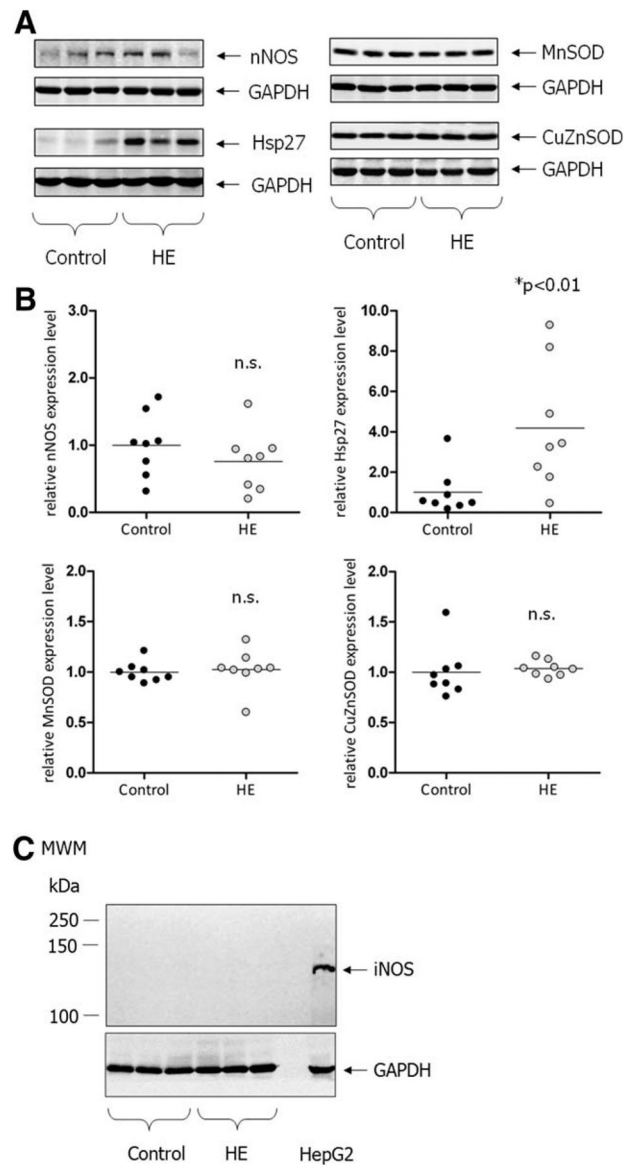 A
nNOS
GAPDH
Hsp27
GAPDH
Control HE
MnSOD
GAPDH
CuZnSOD
GAPDH
Control HE
B
relative nNOS expression level
3.0
2.0
1.0
0.0
n.s.
Control HE
*p<0.01
relative Hsp27 expression level
10.0
8.0
6.0
4.0
2.0
0.0
Control HE
relative MnSOD expression level
2.0
1.5
1.0
0.5
0.0
n.s.
Control HE
relative CuZnSOD expression level
2.0
1.5
1.0
0.5
0.0
n.s.
Control HE
C MWM
kDa
250
150
100
iNOS
GAPDH
Control HE HepG2